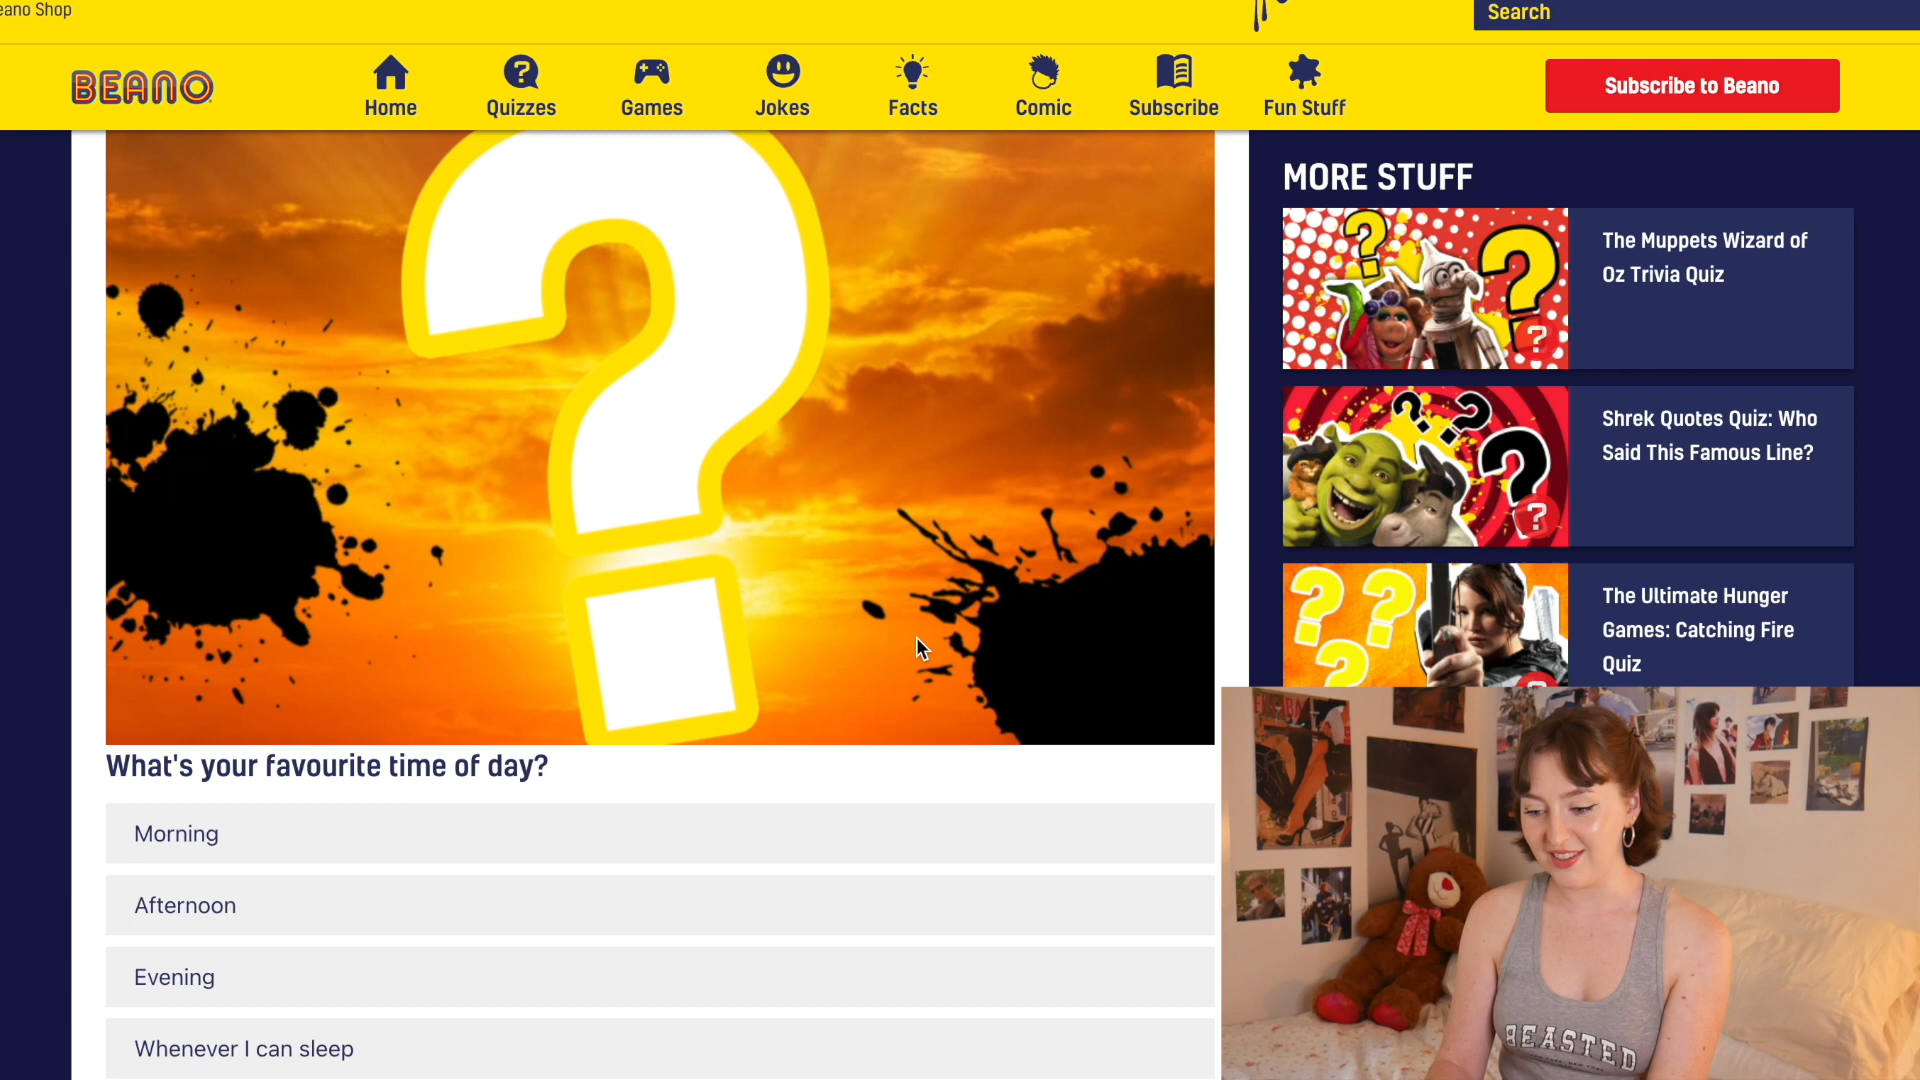 eano Shop
Search
BEANO
Home
Quizzes
Games
Jokes
Facts
Comic
Subscribe
Fun Stuff
Subscribe to Beano
MORE STUFF
The Muppets Wizard of
Oz Trivia Quiz
Shrek Quotes Quiz: Who
Said This Famous Line?
The Ultimate Hunger
Games: Catching Fire
Quiz
What's your favourite time of day?
Morning
Afternoon
Evening
Whenever I can sleep
BEASTED